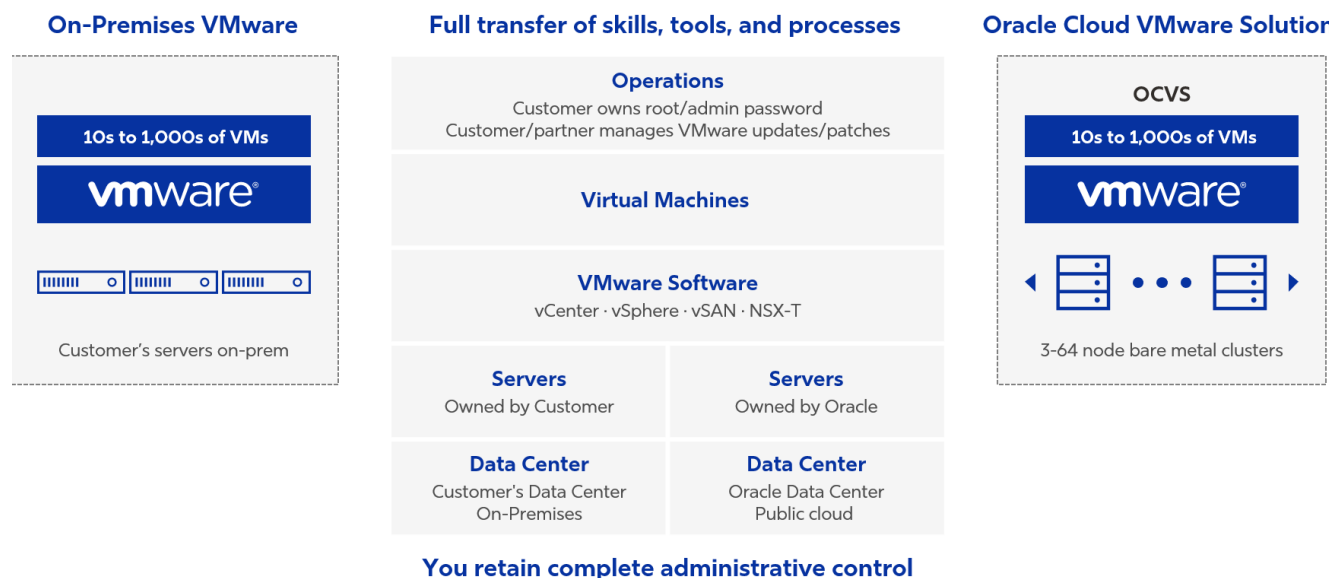 On-Premises VMware
10s to 1,000s of VMs
vmware®
Customer's servers on-prem
Full transfer of skills, tools, and processes
Operations
Customer owns root/admin password
Customer/partner manages VMware updates/patches
Virtual Machines
VMware Software
vCenter · vSphere · vSAN · NSX-T
Servers
Owned by Customer
Servers
Owned by Oracle
Data Center
Customer's Data Center
On-Premises
Data Center
Oracle Data Center
Public cloud
You retain complete administrative control
Oracle Cloud VMware Solution
OCVS
10s to 1,000s of VMs
vmware®
3-64 node bare metal clusters